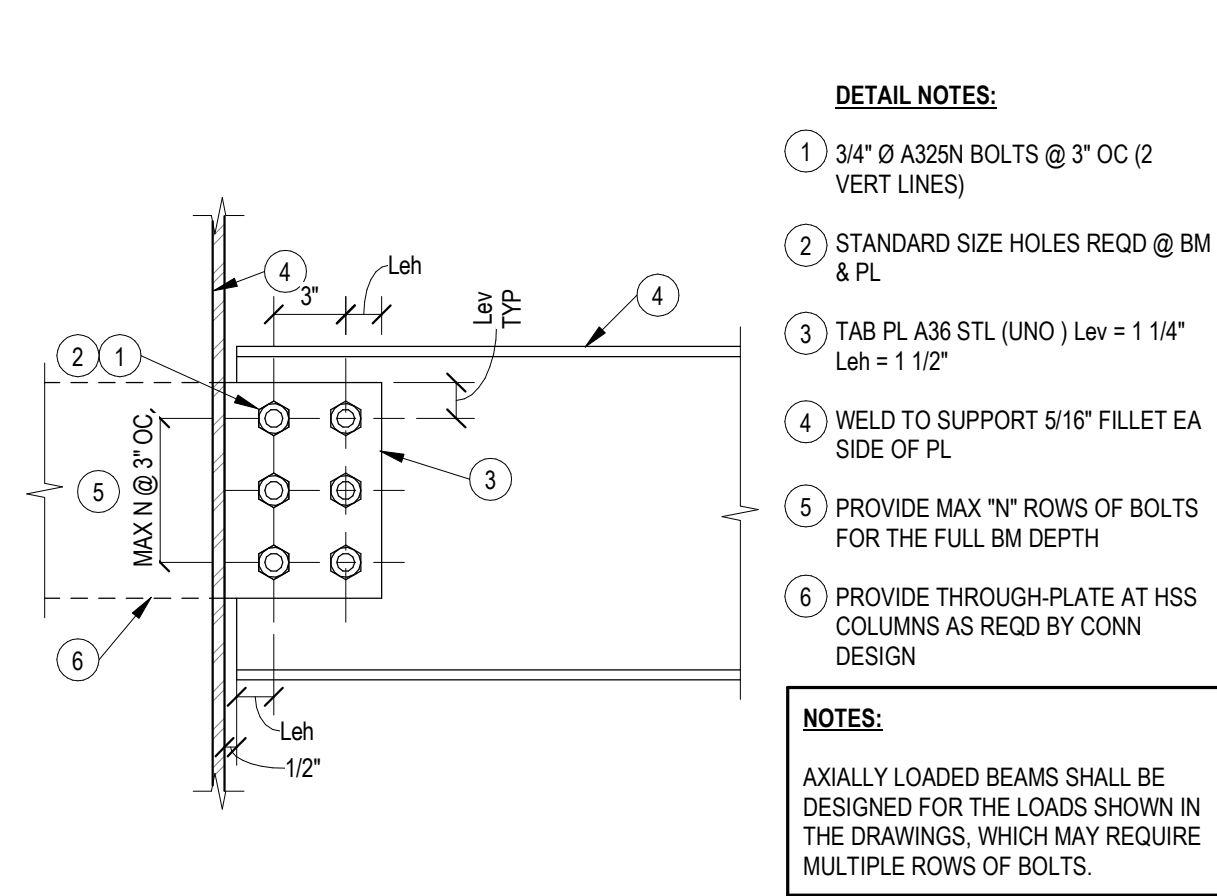 DETAIL NOTES:
1 3/4" Ø A325N BOLTS @ 3" OC (2
VERT LINES)
2 STANDARD SIZE HOLES REQD @ BM
& PL
3 TAB PL A36 STL (UNO ) Lev = 1 1/4"
Leh = 1 1/2"
4 WELD TO SUPPORT 5/16" FILLET EA
SIDE OF PL
5 PROVIDE MAX "N" ROWS OF BOLTS
FOR THE FULL BM DEPTH
6 PROVIDE THROUGH-PLATE AT HSS
COLUMNS AS REQD BY CONN
DESIGN
NOTES:
AXIALLY LOADED BEAMS SHALL BE
DESIGNED FOR THE LOADS SHOWN IN
THE DRAWINGS, WHICH MAY REQUIRE
MULTIPLE ROWS OF BOLTS.
4
3"
Leh
Lev
TYP
4
2 1
5
MAX N @ 3" OC,
3
6
Leh
1/2"